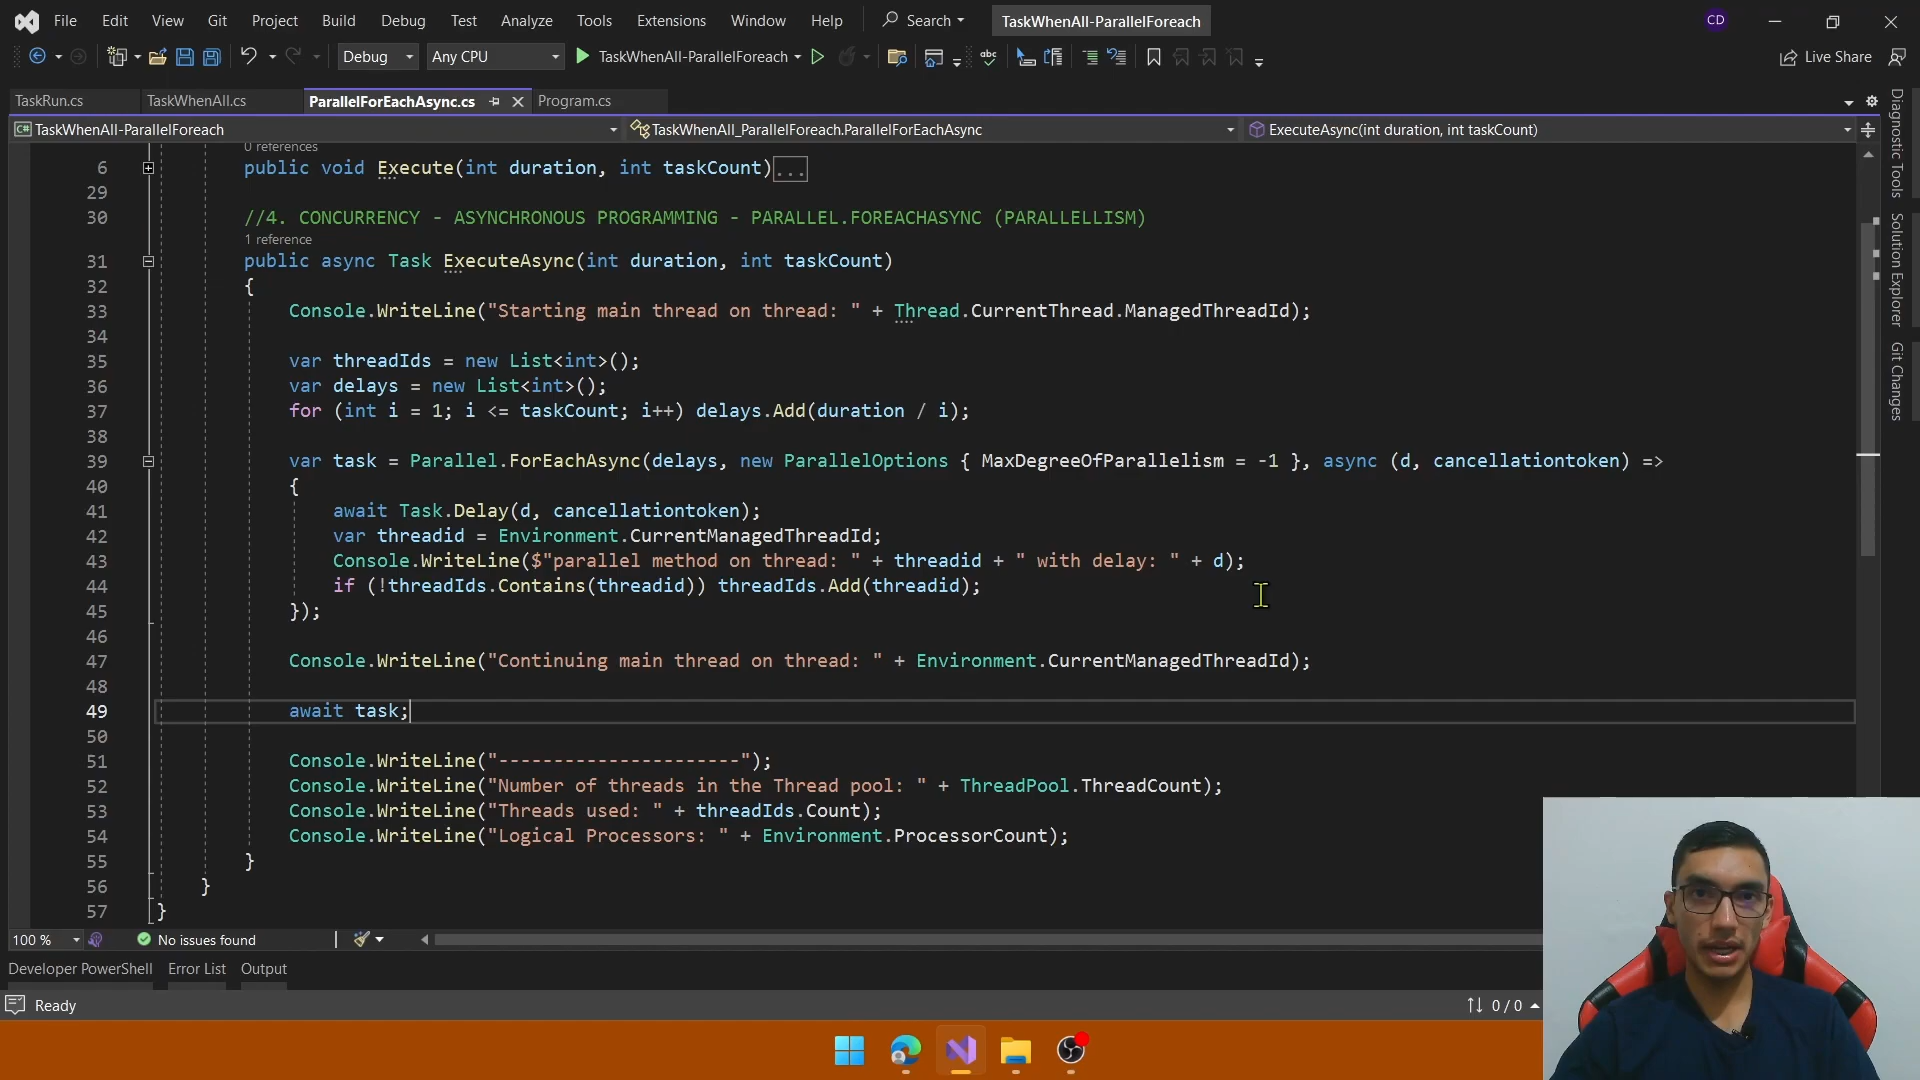 File Edit View Git Project Build Debug Test Analyze Tools Extensions Window Help Search TaskWhenAll-ParallelForeach CD
Debug Any CPU TaskWhenAll-ParallelForeach Live Share
TaskRun.cs TaskWhenAll.cs ParallelForEachAsync.cs Program.cs
TaskWhenAll-ParallelForeach TaskWhenAll_ParallelForeach.ParallelForEachAsync ExecuteAsync(int duration, int taskCount)
0 references
6 public void Execute(int duration, int taskCount)...
29
30 //4. CONCURRENCY - ASYNCHRONOUS PROGRAMMING - PARALLEL.FOREACHASYNC (PARALLELLISM)
1 reference
31 public async Task ExecuteAsync(int duration, int taskCount)
32 {
33 Console.WriteLine("Starting main thread on thread: " + Thread.CurrentThread.ManagedThreadId);
34
35 var threadIds = new List<int>();
36 var delays = new List<int>();
37 for (int i = 1; i <= taskCount; i++) delays.Add(duration / i);
38
39 var task = Parallel.ForEachAsync(delays, new ParallelOptions { MaxDegreeOfParallelism = -1 }, async (d, cancellationtoken) =>
40 {
41 await Task.Delay(d, cancellationtoken);
42 var threadid = Environment.CurrentManagedThreadId;
43 Console.WriteLine($"parallel method on thread: " + threadid + " with delay: " + d);
44 if (!threadIds.Contains(threadid)) threadIds.Add(threadid);
45 });
46
47 Console.WriteLine("Continuing main thread on thread: " + Environment.CurrentManagedThreadId);
48
49 await task;
50
51 Console.WriteLine("----------------------");
52 Console.WriteLine("Number of threads in the Thread pool: " + ThreadPool.ThreadCount);
53 Console.WriteLine("Threads used: " + threadIds.Count);
54 Console.WriteLine("Logical Processors: " + Environment.ProcessorCount);
55 }
56 }
57 }
100 % No issues found
Developer PowerShell Error List Output
Ready 0 / 0
Diagnostic Tools
Solution Explorer
Git Changes